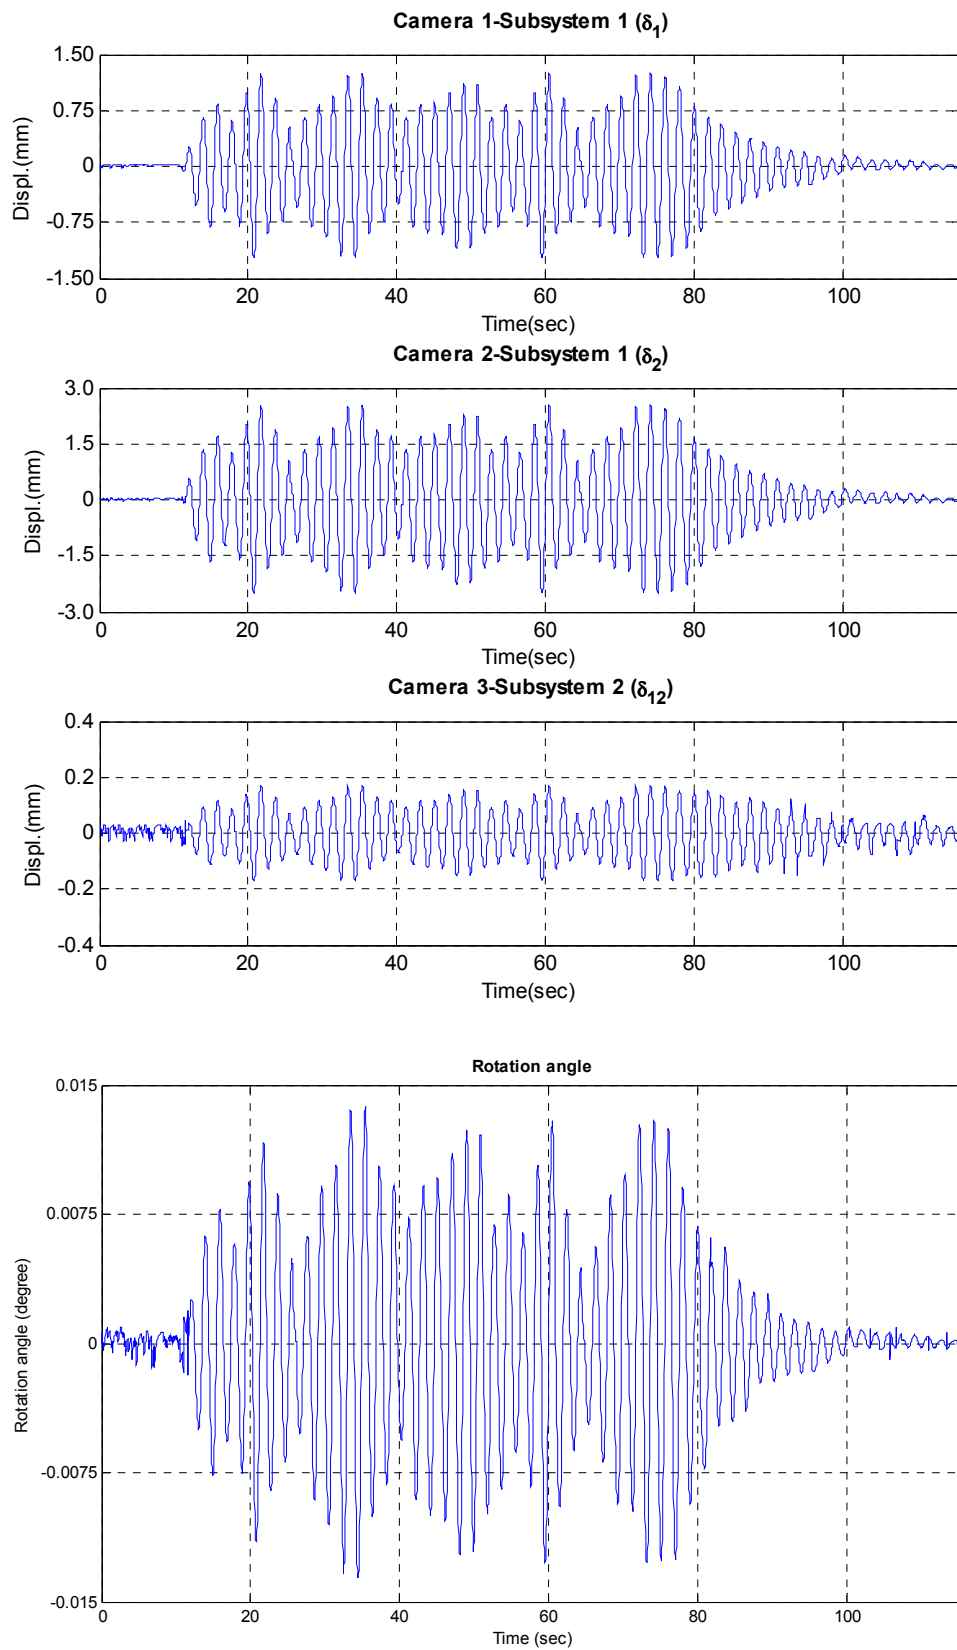 Camera 1-Subsystem 1 (δ1)
1.50
0.75
0
-0.75
-1.50
Displ.(mm)
0 20 40 60 80 100
Time(sec)
Camera 2-Subsystem 1 (δ2)
3.0
1.5
0
-1.5
-3.0
Displ.(mm)
0 20 40 60 80 100
Time(sec)
Camera 3-Subsystem 2 (δ12)
0.4
0.2
0
-0.2
-0.4
Displ.(mm)
0 20 40 60 80 100
Time(sec)
Rotation angle
0.015
0.0075
0
-0.0075
-0.015
Rotation angle (degree)
0 20 40 60 80 100
Time (sec)